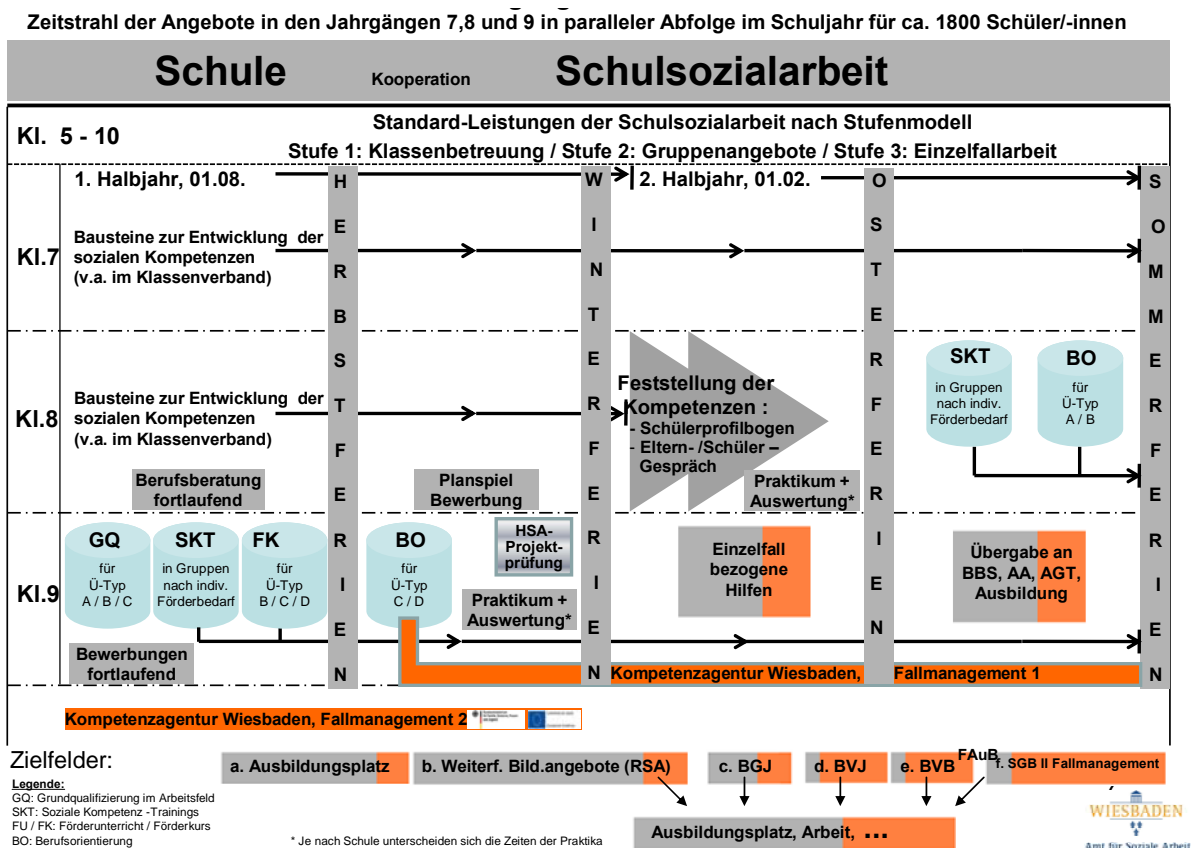 Zeitstrahl der Angebote in den Jahrgängen 7,8 und 9 in paralleler Abfolge im Schuljahr für ca. 1800 Schüler/-innen
Schule Kooperation Schulsozialarbeit
Kl. 5 - 10
Standard-Leistungen der Schulsozialarbeit nach Stufenmodell
Stufe 1: Klassenbetreuung / Stufe 2: Gruppenangebote / Stufe 3: Einzelfallarbeit
1. Halbjahr, 01.08.
2. Halbjahr, 01.02.
HERBSTFERIEN
WINTERFERIEN
OSTERFERIEN
SOMMERFERIEN
Kl.7
Bausteine zur Entwicklung der
sozialen Kompetenzen
(v.a. im Klassenverband)
Kl.8
Bausteine zur Entwicklung der
sozialen Kompetenzen
(v.a. im Klassenverband)
Feststellung der
Kompetenzen :
- Schülerprofilbogen
- Eltern- /Schüler –
Gespräch
SKT
in Gruppen
nach indiv.
Förderbedarf
BO
für
Ü-Typ
A / B
Berufsberatung
fortlaufend
Planspiel
Bewerbung
Praktikum +
Auswertung*
Kl.9
GQ
für
Ü-Typ
A / B / C
SKT
in Gruppen
nach indiv.
Förderbedarf
FK
für
Ü-Typ
B / C / D
BO
für
Ü-Typ
C / D
HSA-
Projekt-
prüfung
Praktikum +
Auswertung*
Einzelfall
bezogene
Hilfen
Übergabe an
BBS, AA, AGT,
Ausbildung
Bewerbungen
fortlaufend
Kompetenzagentur Wiesbaden, Fallmanagement 1
Kompetenzagentur Wiesbaden, Fallmanagement 2
Zielfelder:
a. Ausbildungsplatz
b. Weiterf. Bild.angebote (RSA)
c. BGJ
d. BVJ
e. BVB
FAuB
f. SGB II Fallmanagement
Ausbildungsplatz, Arbeit, ...
Legende:
GQ: Grundqualifizierung im Arbeitsfeld
SKT: Soziale Kompetenz -Trainings
FU / FK: Förderunterricht / Förderkurs
BO: Berufsorientierung
* Je nach Schule unterscheiden sich die Zeiten der Praktika
WIESBADEN
Amt für Soziale Arbeit